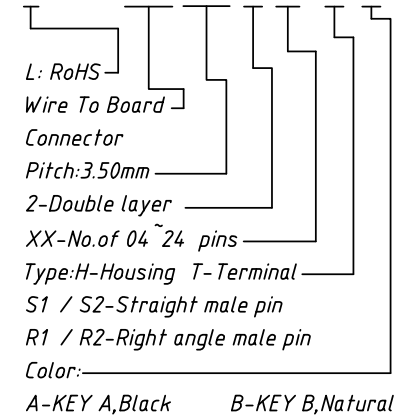 L: RoHS
Wire To Board
Connector
Pitch:3.50mm
2-Double layer
XX-No.of 04~24 pins
Type:H-Housing T-Terminal
S1 / S2-Straight male pin
R1 / R2-Right angle male pin
Color:
A-KEY A,Black B-KEY B,Natural